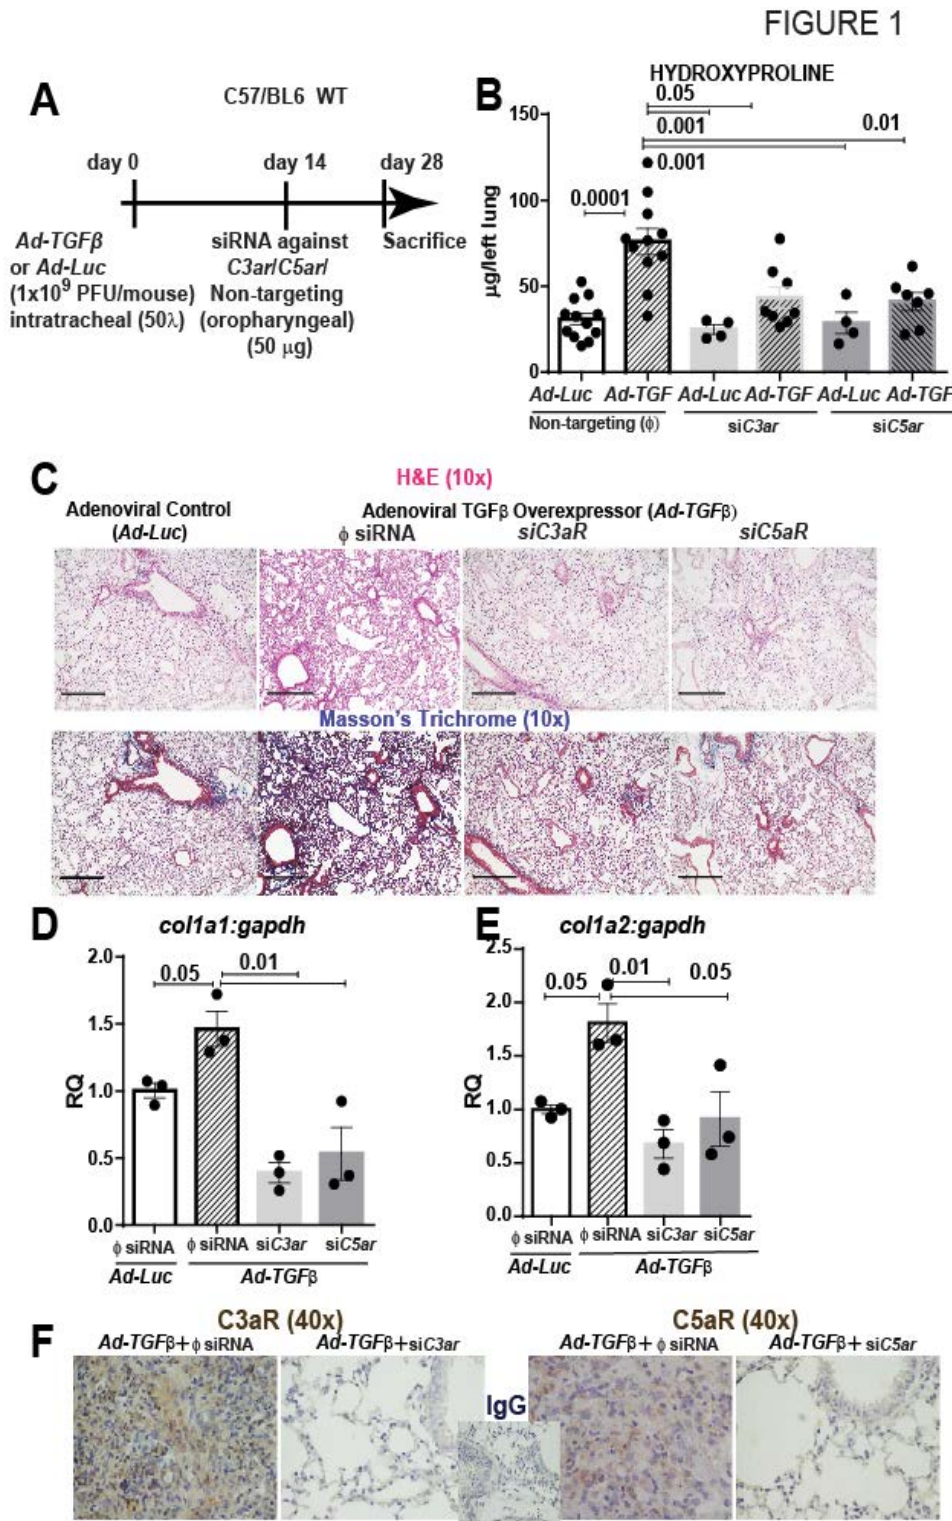 FIGURE 1
A
C57/BL6 WT
day 0
day 14
day 28
Ad-TGFβ
or Ad-Luc
(1x10⁹ PFU/mouse)
intratracheal (50λ)
siRNA against
C3ar/C5ar/
Non-targeting
(oropharyngeal)
(50 μg)
Sacrifice
B
HYDROXYPROLINE
0.05
0.001
0.01
0.001
0.0001
μg/left lung
150
100
50
0
Ad-Luc Ad-TGF Ad-Luc Ad-TGF Ad-Luc Ad-TGF
Non-targeting (ϕ) siC3ar siC5ar
C
H&E (10x)
Adenoviral Control
(Ad-Luc)
Adenoviral TGFβ Overexpressor (Ad-TGFβ)
ϕ siRNA siC3aR siC5aR
Masson's Trichrome (10x)
D
col1a1:gapdh
0.05
0.01
RQ
2.0
1.5
1.0
0.5
0.0
ϕ siRNA ϕ siRNA siC3ar siC5ar
Ad-Luc Ad-TGFβ
E
col1a2:gapdh
0.05
0.01
0.05
RQ
2.5
2.0
1.5
1.0
0.5
0.0
ϕ siRNA ϕ siRNA siC3ar siC5ar
Ad-Luc Ad-TGFβ
F
C3aR (40x)
Ad-TGFβ+ϕ siRNA Ad-TGFβ+siC3ar
IgG
C5aR (40x)
Ad-TGFβ+ϕ siRNA Ad-TGFβ+siC5ar